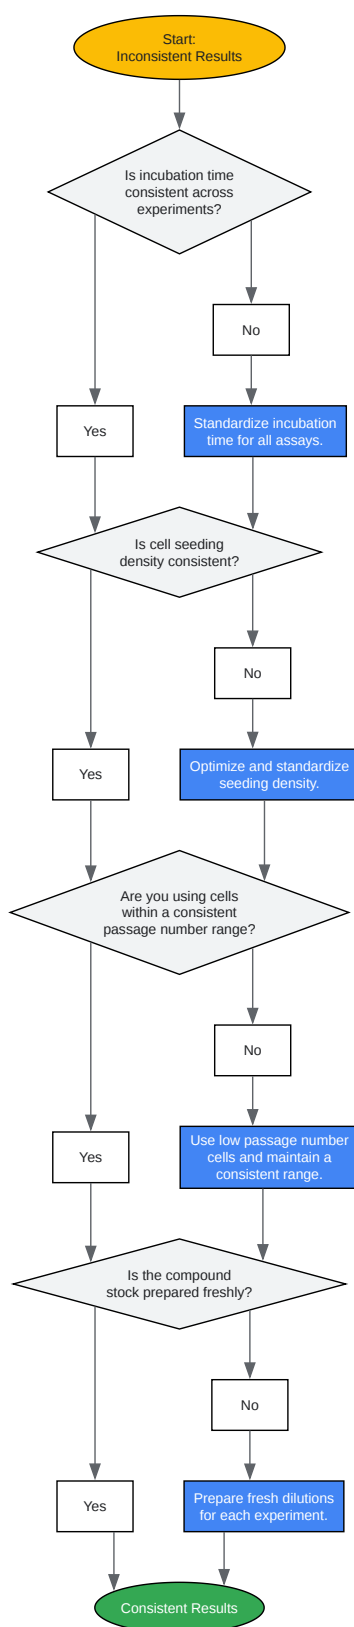 Start:
Inconsistent Results
Is incubation time
consistent across
experiments?
No
Yes
Standardize incubation
time for all assays.
Is cell seeding
density consistent?
No
Yes
Optimize and standardize
seeding density.
Are you using cells
within a consistent
passage number range?
No
Yes
Use low passage number
cells and maintain a
consistent range.
Is the compound
stock prepared freshly?
No
Yes
Prepare fresh dilutions
for each experiment.
Consistent Results